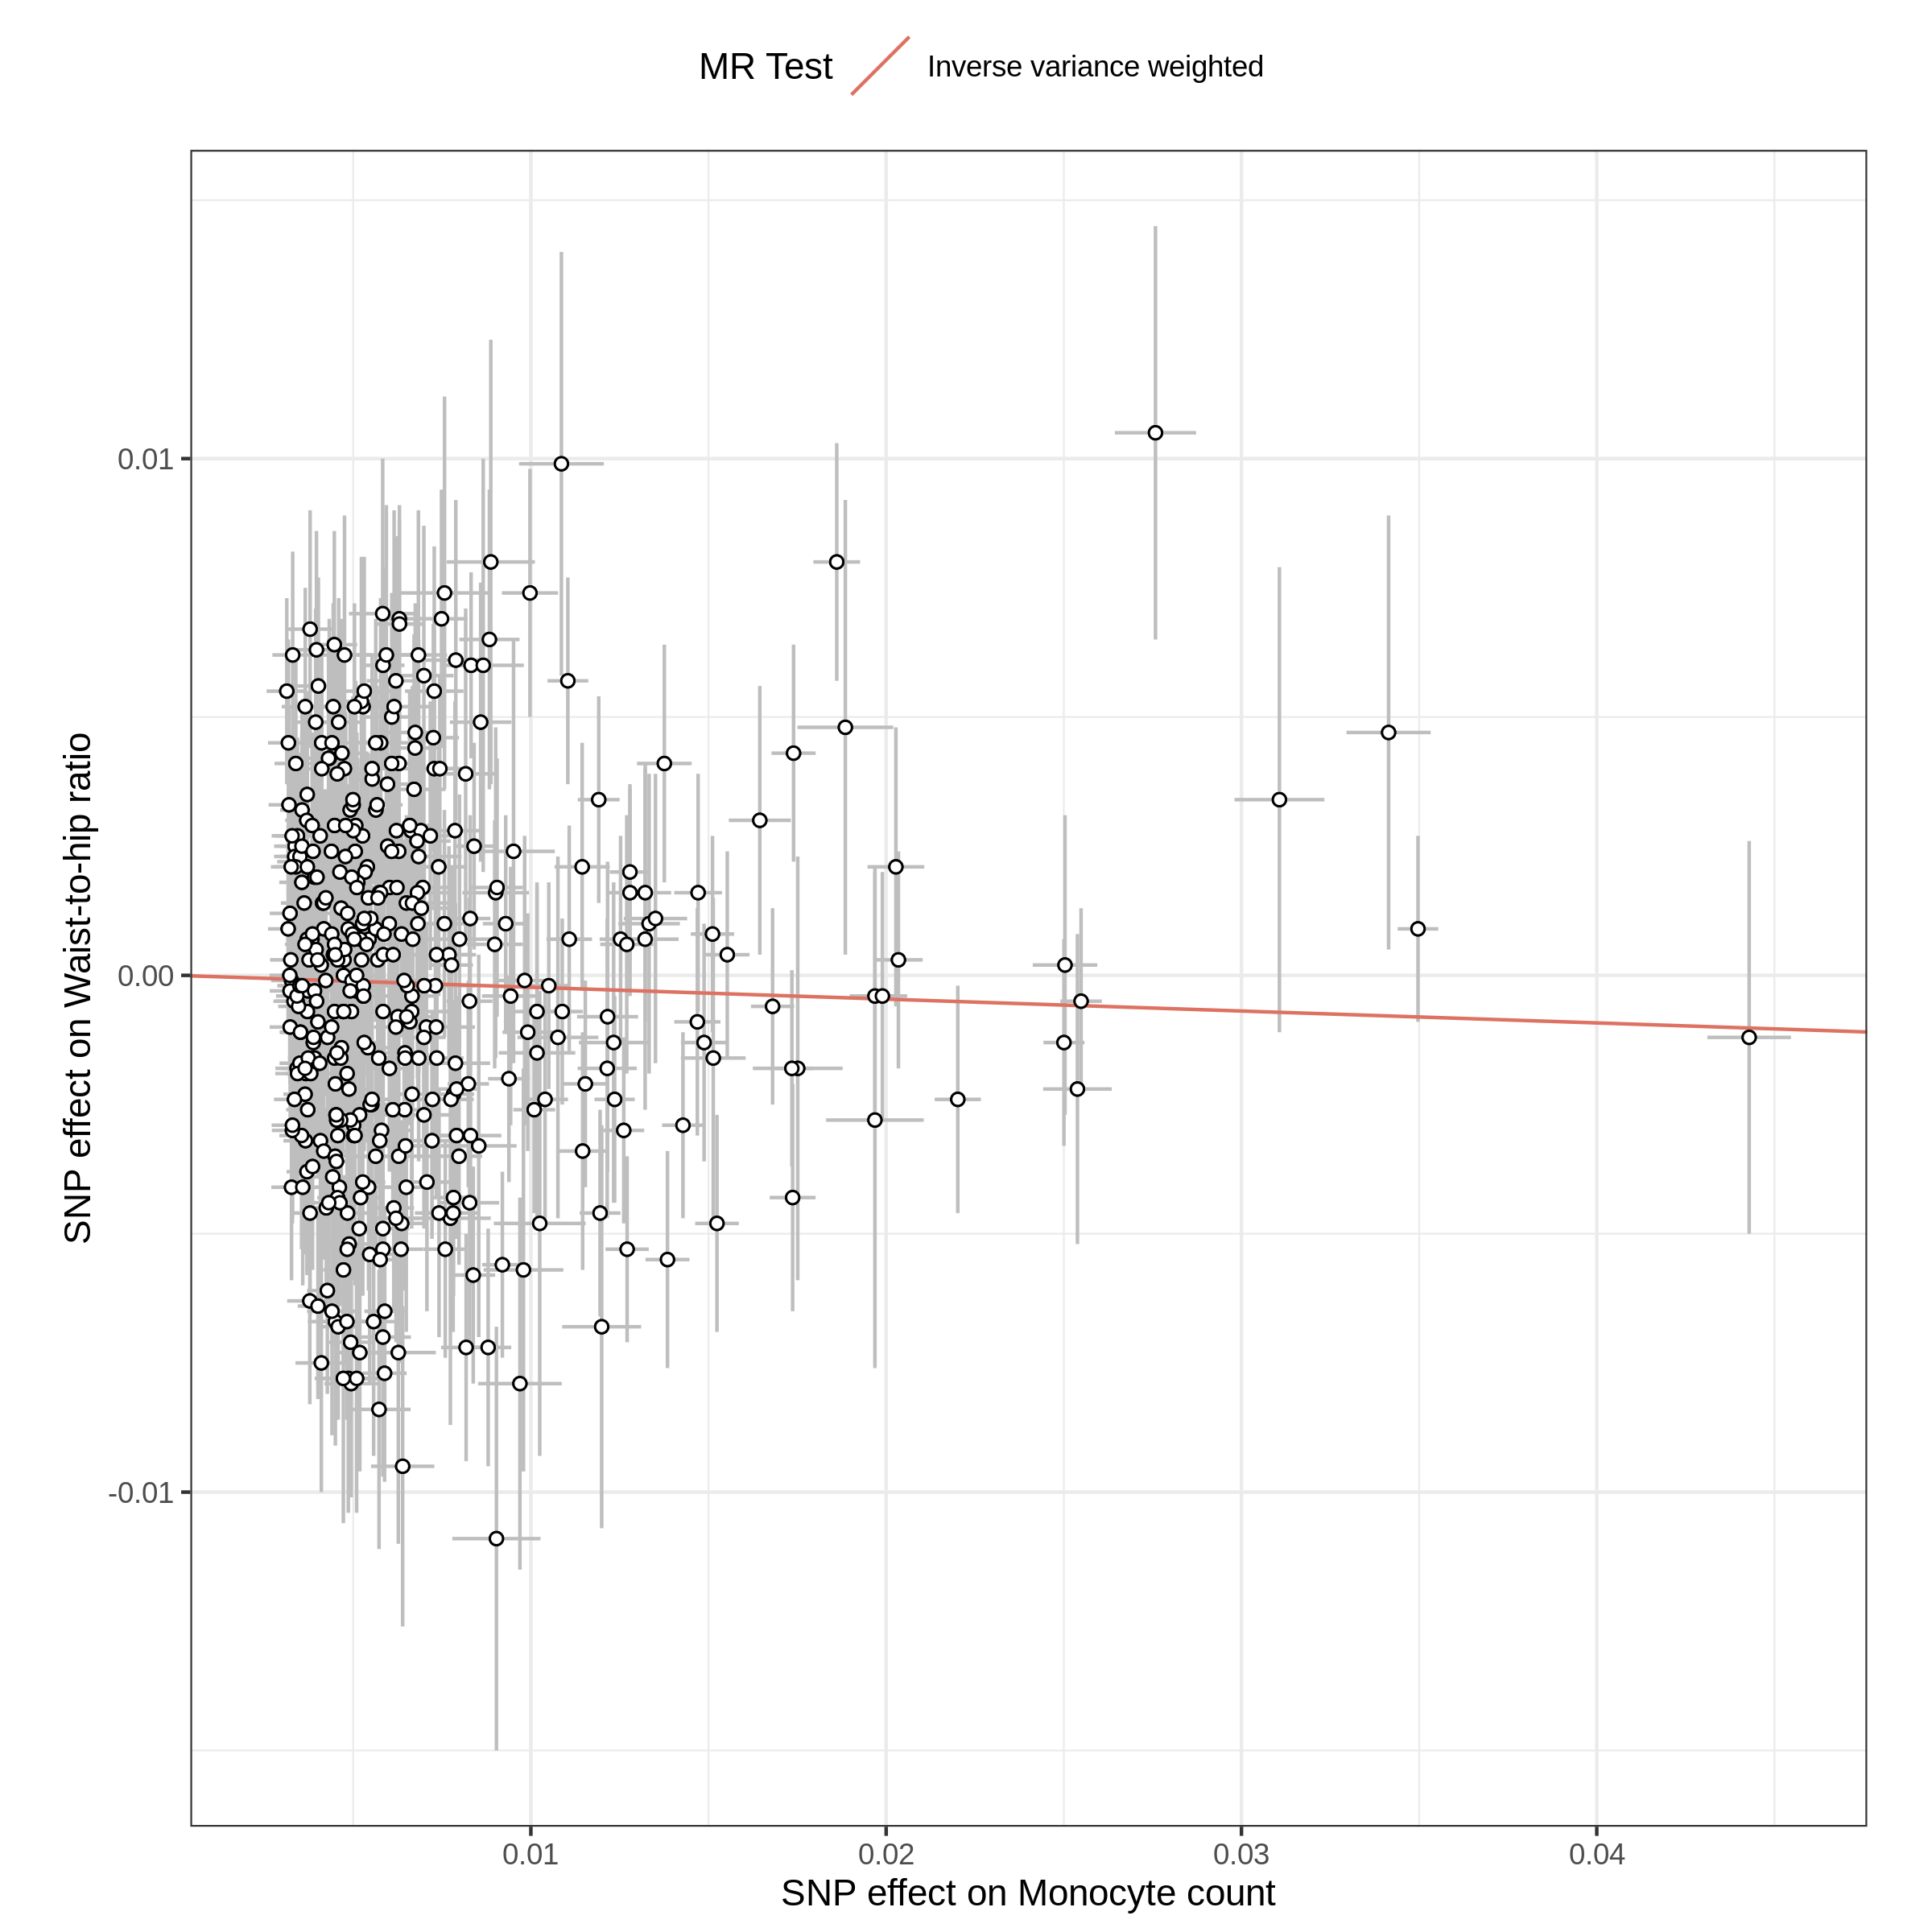 MR Test Inverse variance weighted
SNP effect on Waist-to-hip ratio
0.01
0.00
-0.01
0.01 0.02 0.03 0.04
SNP effect on Monocyte count